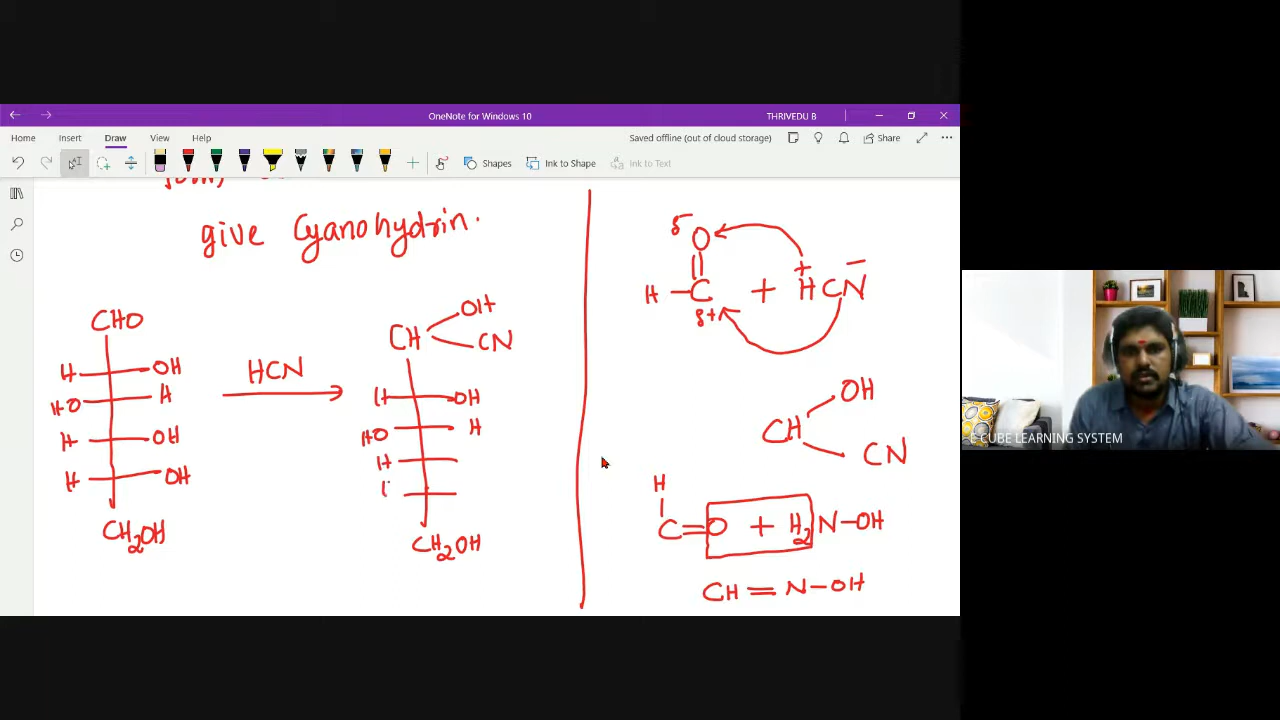 OneNote for Windows 10
THRIVEDU B
Home Insert Draw View Help
Saved offline (out of cloud storage)
Share
Shapes
Ink to Shape
Ink to Text
give Cyanohydrin.
CHO
H OH
HO H
H OH
H OH
CH2OH
HCN
CH OH
CN
H OH
HO H
H
CH2OH
δ-
O
H - C + HCN
+ −
δ+
CH OH
CN
H
C=O + H2N-OH
CH=N-OH
E CUBE LEARNING SYSTEM